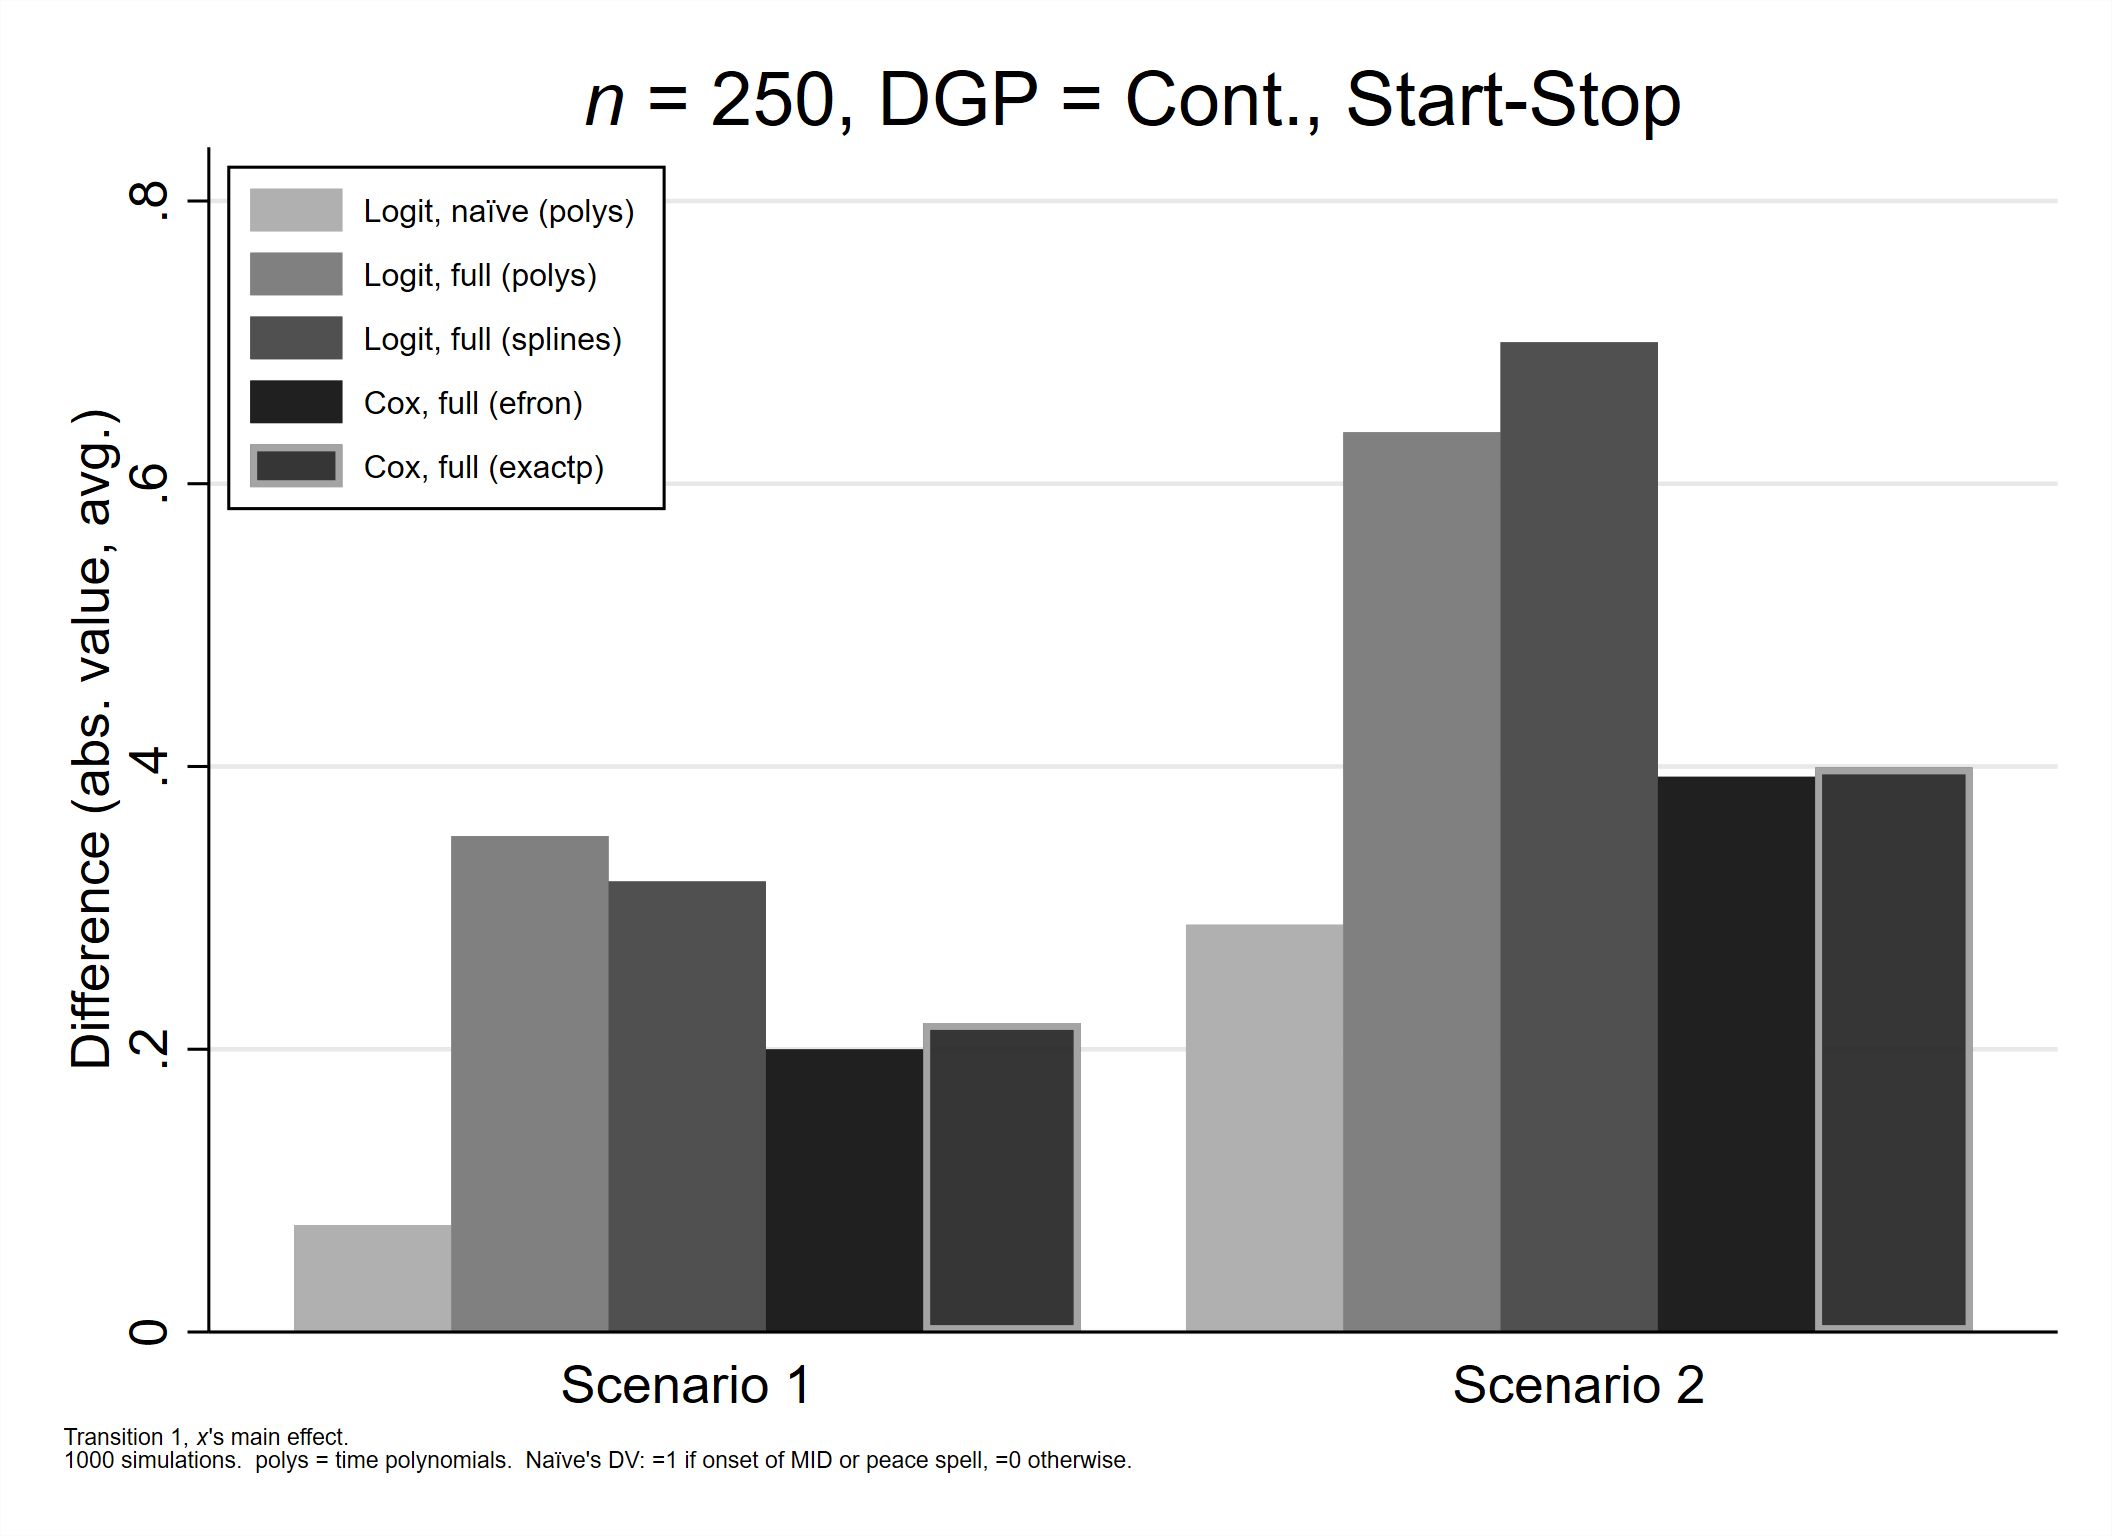 n = 250, DGP = Cont., Start-Stop
Logit, naïve (polys)
Logit, full (polys)
Logit, full (splines)
Cox, full (efron)
Cox, full (exactp)
Difference (abs. value, avg.)
.8
.6
.4
.2
0
Scenario 1
Scenario 2
Transition 1, x's main effect.
1000 simulations.  polys = time polynomials.  Naïve's DV: =1 if onset of MID or peace spell, =0 otherwise.